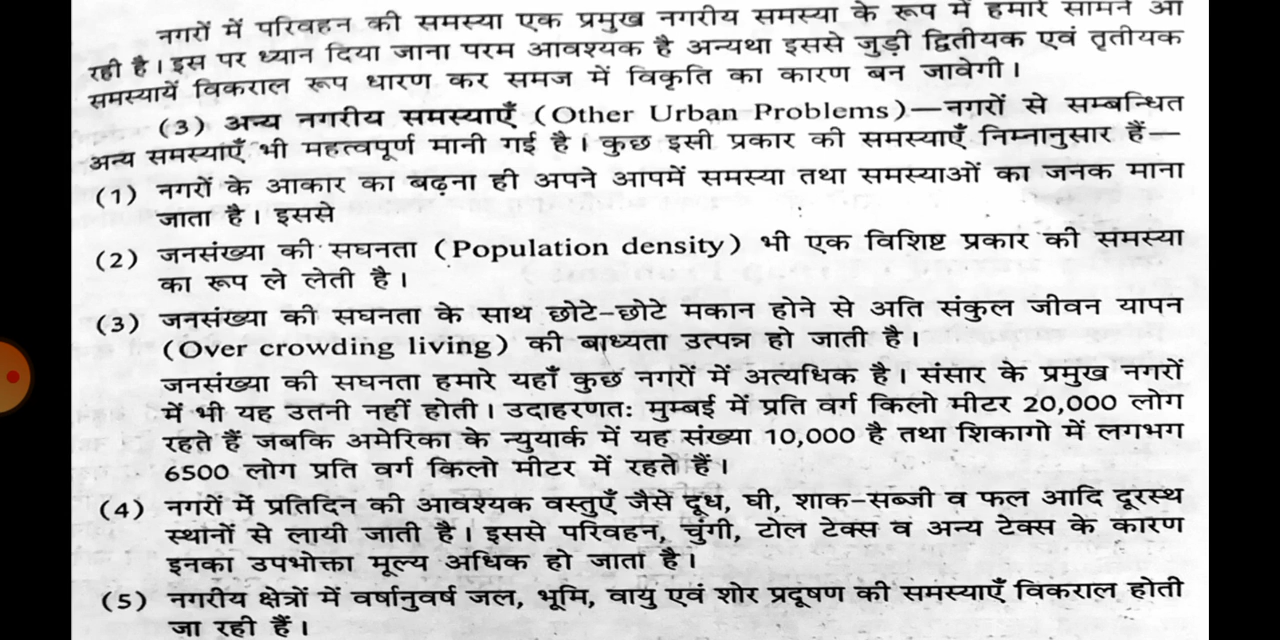 नगरों में परिवहन की समस्या एक प्रमुख नगरीय समस्या के रूप में हमारे सामने आ
रही है। इस पर ध्यान दिया जाना परम आवश्यक है अन्यथा इससे जुड़ी द्वितीयक एवं तृतीयक
समस्यायें विकराल रूप धारण कर समज में विकृति का कारण बन जावेगी।
(3) अन्य नगरीय समस्याएँ (Other Urban Problems)—नगरों से सम्बन्धित
अन्य समस्याएँ भी महत्वपूर्ण मानी गई है। कुछ इसी प्रकार की समस्याएँ निम्नानुसार हैं—
(1) नगरों के आकार का बढ़ना ही अपने आपमें समस्या तथा समस्याओं का जनक माना
जाता है। इससे
(2) जनसंख्या की सघनता (Population density) भी एक विशिष्ट प्रकार की समस्या
का रूप ले लेती है।
(3) जनसंख्या की सघनता के साथ छोटे-छोटे मकान होने से अति संकुल जीवन यापन
(Over crowding living) की बाध्यता उत्पन्न हो जाती है।
जनसंख्या की सघनता हमारे यहाँ कुछ नगरों में अत्यधिक है। संसार के प्रमुख नगरों
में भी यह उतनी नहीं होती। उदाहरणतः मुम्बई में प्रति वर्ग किलो मीटर 20,000 लोग
रहते हैं जबकि अमेरिका के न्युयार्क में यह संख्या 10,000 है तथा शिकागो में लगभग
6500 लोग प्रति वर्ग किलो मीटर में रहते हैं।
(4) नगरों में प्रतिदिन की आवश्यक वस्तुएँ जैसे दूध, घी, शाक-सब्जी व फल आदि दूरस्थ
स्थानों से लायी जाती है। इससे परिवहन, चुंगी, टोल टेक्स व अन्य टेक्स के कारण
इनका उपभोक्ता मूल्य अधिक हो जाता है।
(5) नगरीय क्षेत्रों में वर्षानुवर्ष जल, भूमि, वायु एवं शोर प्रदूषण की समस्याएँ विकराल होती
जा रही हैं।